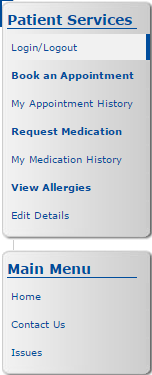 Patient Services
Login/Logout
Book an Appointment
My Appointment History
Request Medication
My Medication History
View Allergies
Edit Details
Main Menu
Home
Contact Us
Issues